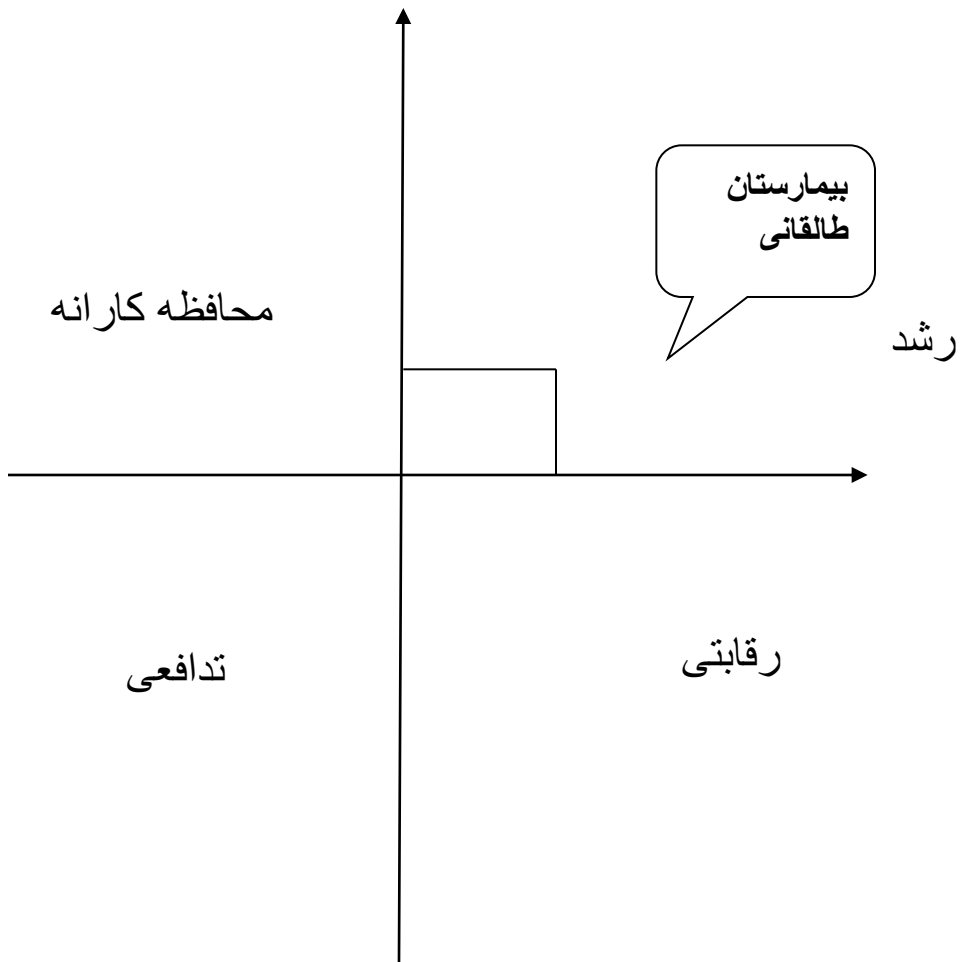 بیمارستان
طالقانی
محافظه کارانه
رشد
رقابتی
تدافعی